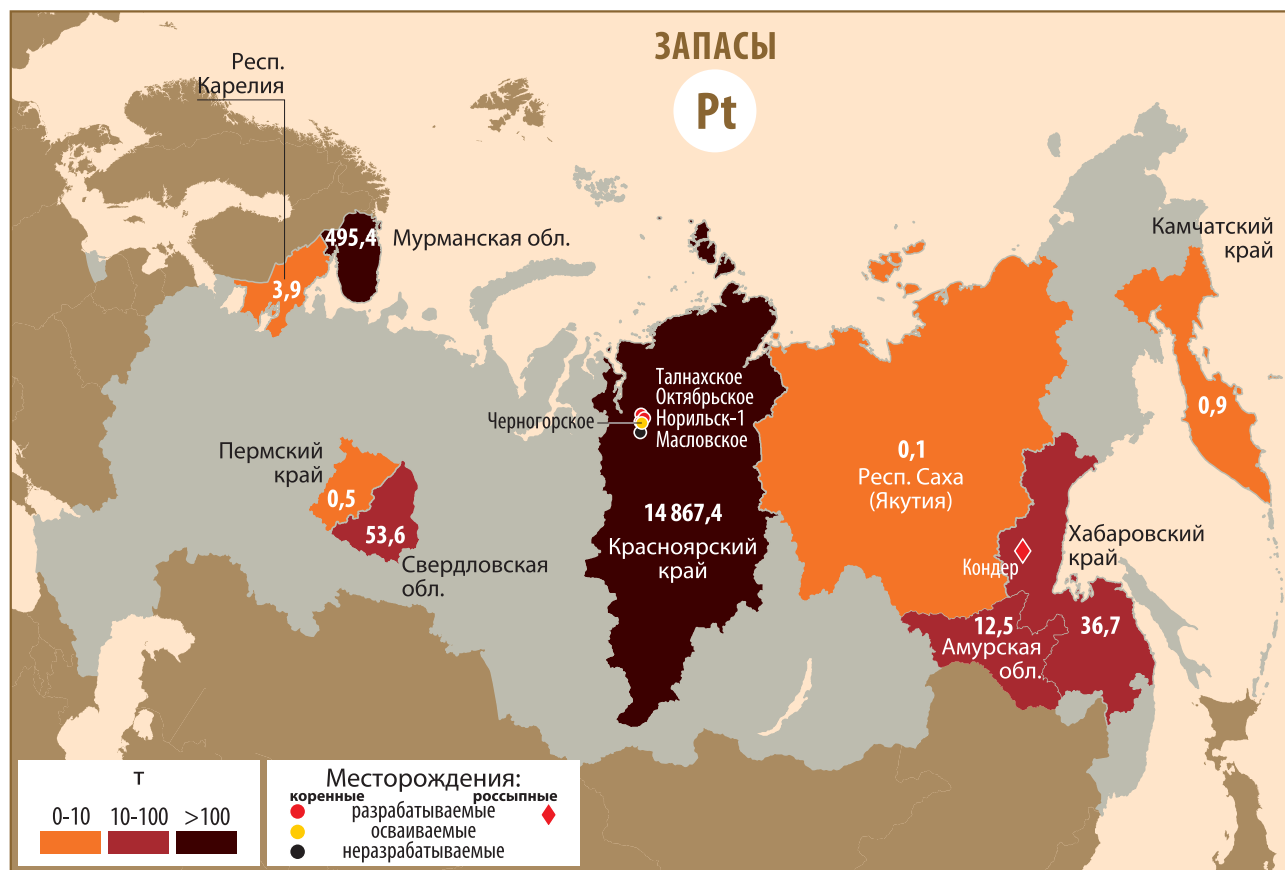 ЗАПАСЫ
Pt
Респ.
Карелия
495,4
Мурманская обл.
3,9
Камчатский
край
0,9
Талнахское
Октябрьское
Черногорское
Норильск-1
Масловское
Пермский
край
0,5
53,6
Свердловская
обл.
14 867,4
Красноярский
край
0,1
Респ. Саха
(Якутия)
Хабаровский
край
Кондер
12,5
36,7
Амурская
обл.
т
0-10 10-100 >100
Месторождения:
коренные россыпные
разрабатываемые
осваиваемые
неразрабатываемые